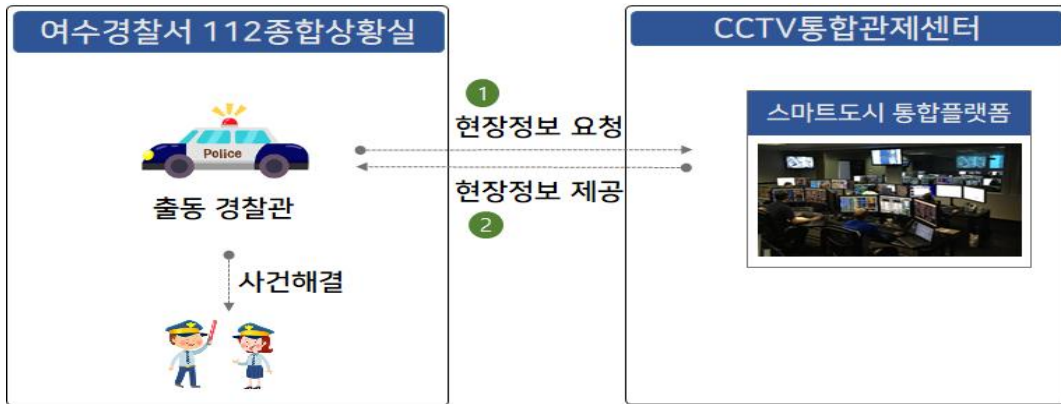 여수경찰서 112종합상황실
Police
출동 경찰관
사건해결
1
현장정보 요청
현장정보 제공
2
CCTV통합관제센터
스마트도시 통합플랫폼